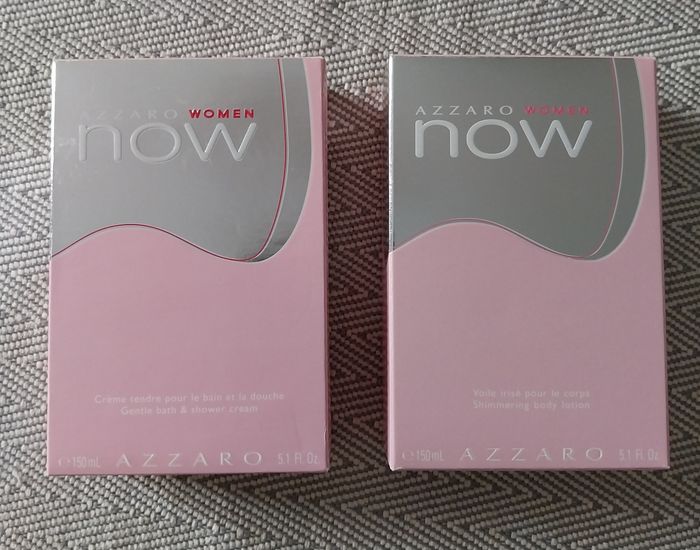 AZZARO WOMEN
now
Crème tendre pour le bain et la douche
Gentle bath & shower cream
℮150mL AZZARO 5.1 Fl. Oz.
AZZARO WOMEN
now
Voile irisé pour le corps
Shimmering body lotion
℮150mL AZZARO 5.1 Fl. Oz.